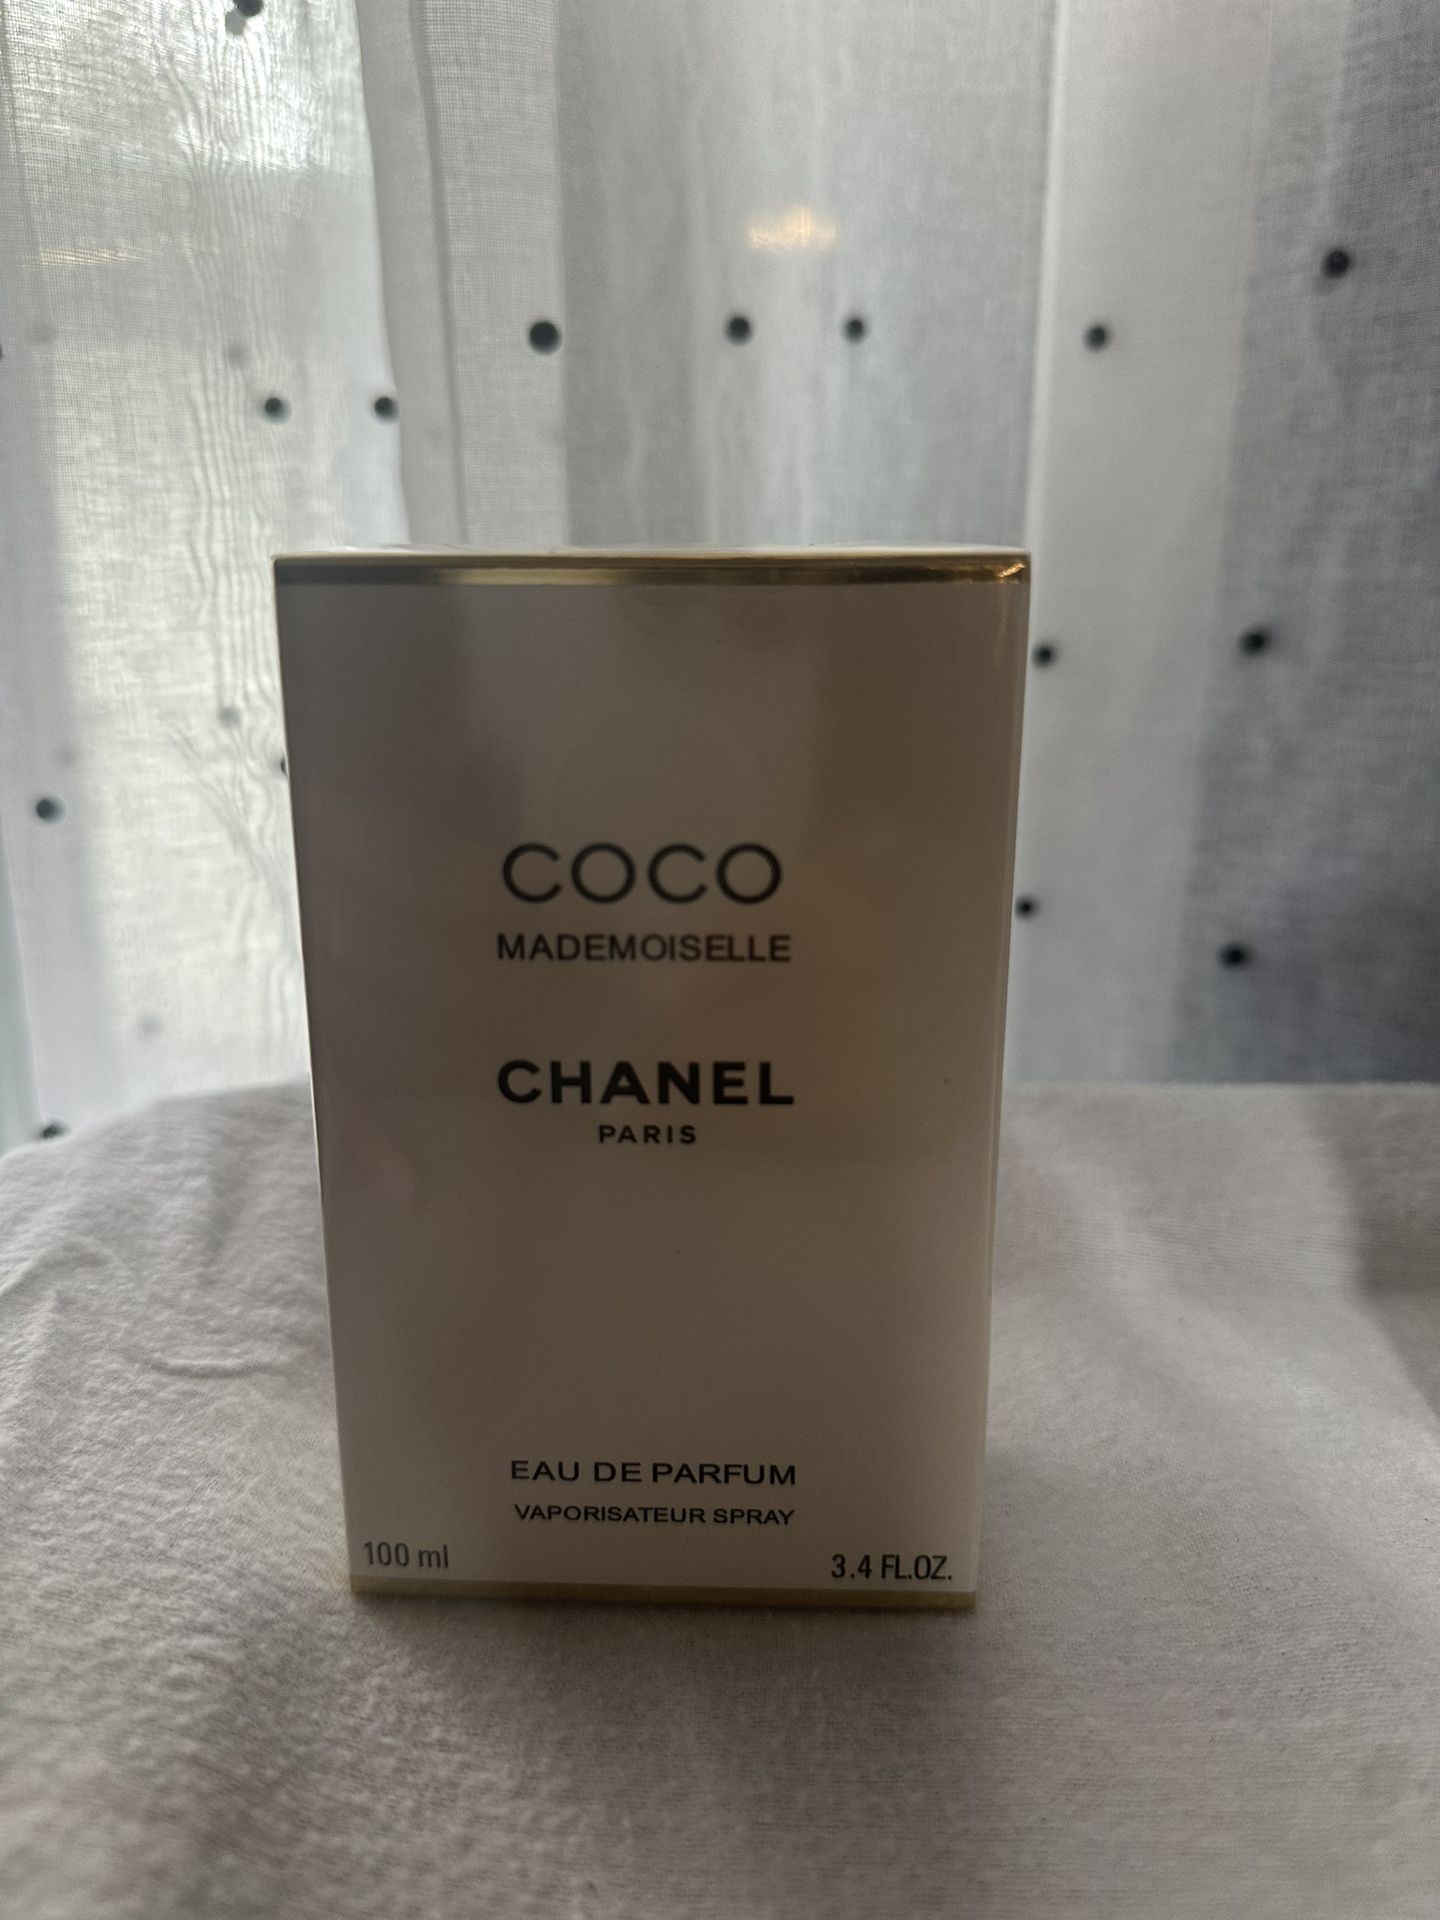 COCO
MADEMOISELLE
CHANEL
PARIS
EAU DE PARFUM
VAPORISATEUR SPRAY
100 ml
3.4 FL.OZ.